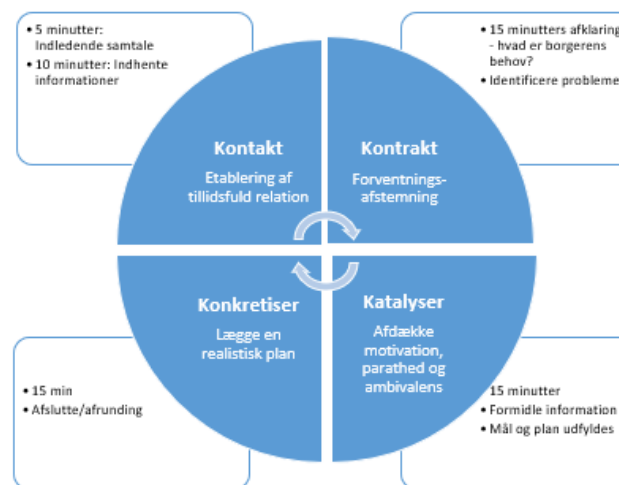 • 5 minutter:
Indledende samtale
• 10 minutter: Indhente
informationer
• 15 minutters afklaring
- hvad er borgerens
behov?
• Identificere probleme
Kontakt
Etablering af
tillidsfuld relation
Kontrakt
Forventnings-
afstemning
Konkretiser
Lægge en
realistisk plan
Katalyser
Afdække
motivation,
parathed og
ambivalens
• 15 min
• Afslutte/afrunding
15 minutter
• Formidle information
• Mål og plan udfyldes